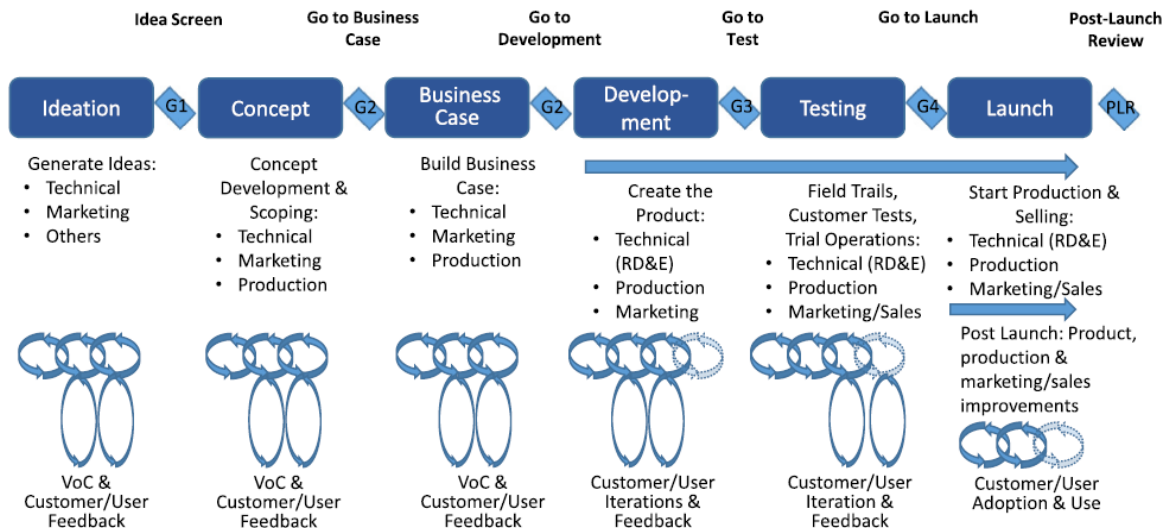 Idea Screen
Go to Business
Case
Go to
Development
Go to
Test
Go to Launch
Post-Launch
Review
Ideation
G1
Concept
G2
Business
Case
G2
Develop-
ment
G3
Testing
G4
Launch
PLR
Generate Ideas:
• Technical
• Marketing
• Others
Concept
Development &
Scoping:
• Technical
• Marketing
• Production
Build Business
Case:
• Technical
• Marketing
• Production
Create the
Product:
• Technical
(RD&E)
• Production
• Marketing
Field Trails,
Customer Tests,
Trial Operations:
• Technical (RD&E)
• Production
• Marketing/Sales
Start Production &
Selling:
• Technical (RD&E)
• Production
• Marketing/Sales
Post Launch: Product,
production &
marketing/sales
improvements
VoC &
Customer/User
Feedback
VoC &
Customer/User
Feedback
VoC &
Customer/User
Feedback
Customer/User
Iterations &
Feedback
Customer/User
Iteration &
Feedback
Customer/User
Adoption & Use